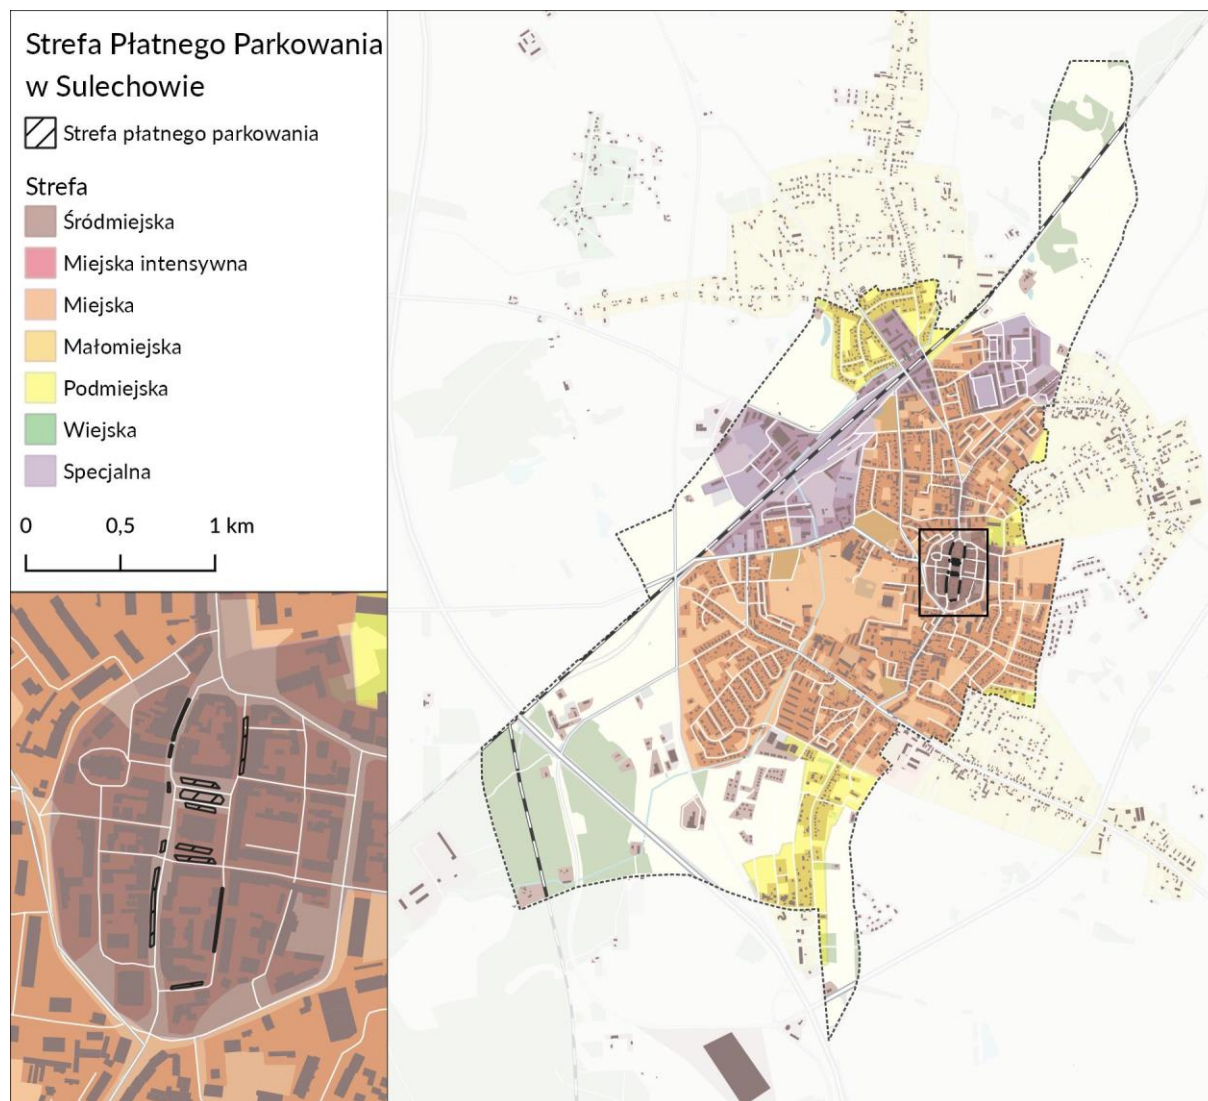 Strefa Płatnego Parkowania
w Sulechowie
Strefa płatnego parkowania
Strefa
Śródmiejska
Miejska intensywna
Miejska
Małomiejska
Podmiejska
Wiejska
Specjalna
0 0,5 1 km